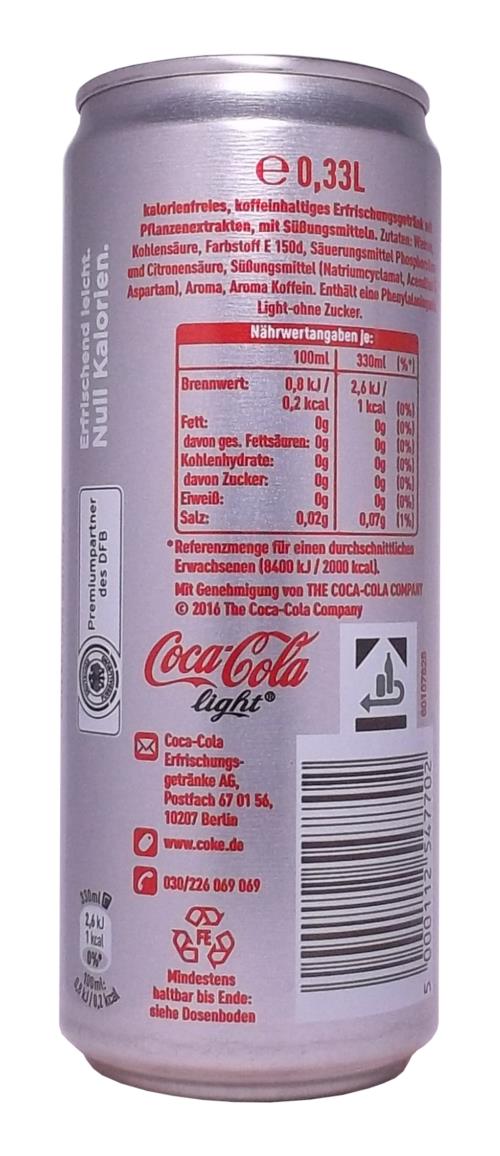 ℮ 0,33L
kalorienfreies, koffeinhaltiges Erfrischungsgetränk mit
Pflanzenextrakten, mit Süßungsmitteln. Zutaten:
Kohlensäure, Farbstoff E 150d, Säuerungsmittel
und Citronensäure, Süßungsmittel (Natriumcyclamat,
Aspartam), Aroma, Aroma Koffein. Enthält eine
Light-ohne Zucker.
Nährwertangaben je:
100ml 330ml (%*)
Brennwert: 0,8 kJ / 2,6 kJ /
0,2 kcal 1 kcal (0%)
Fett: 0g 0g (0%)
davon ges. Fettsäuren: 0g 0g (0%)
Kohlenhydrate: 0g 0g (0%)
davon Zucker: 0g 0g (0%)
Eiweiß: 0g 0g (0%)
Salz: 0,02g 0,07g (1%)
*Referenzmenge für einen durchschnittlichen
Erwachsenen (8400 kJ / 2000 kcal).
Mit Genehmigung von THE COCA-COLA COMPANY
© 2016 The Coca-Cola Company
Erfrischend leicht.
Null Kalorien.
Premiumpartner
des DFB
Coca-Cola
light®
60107825
Coca-Cola
Erfrischungs-
getränke AG,
Postfach 67 01 56,
10207 Berlin
www.coke.de
030/226 069 069
FE
Mindestens
haltbar bis Ende:
siehe Dosenboden
330ml
2,6 kJ
1 kcal
0%*
100ml:
0,8 kJ/0,2 kcal
5 000112 547702